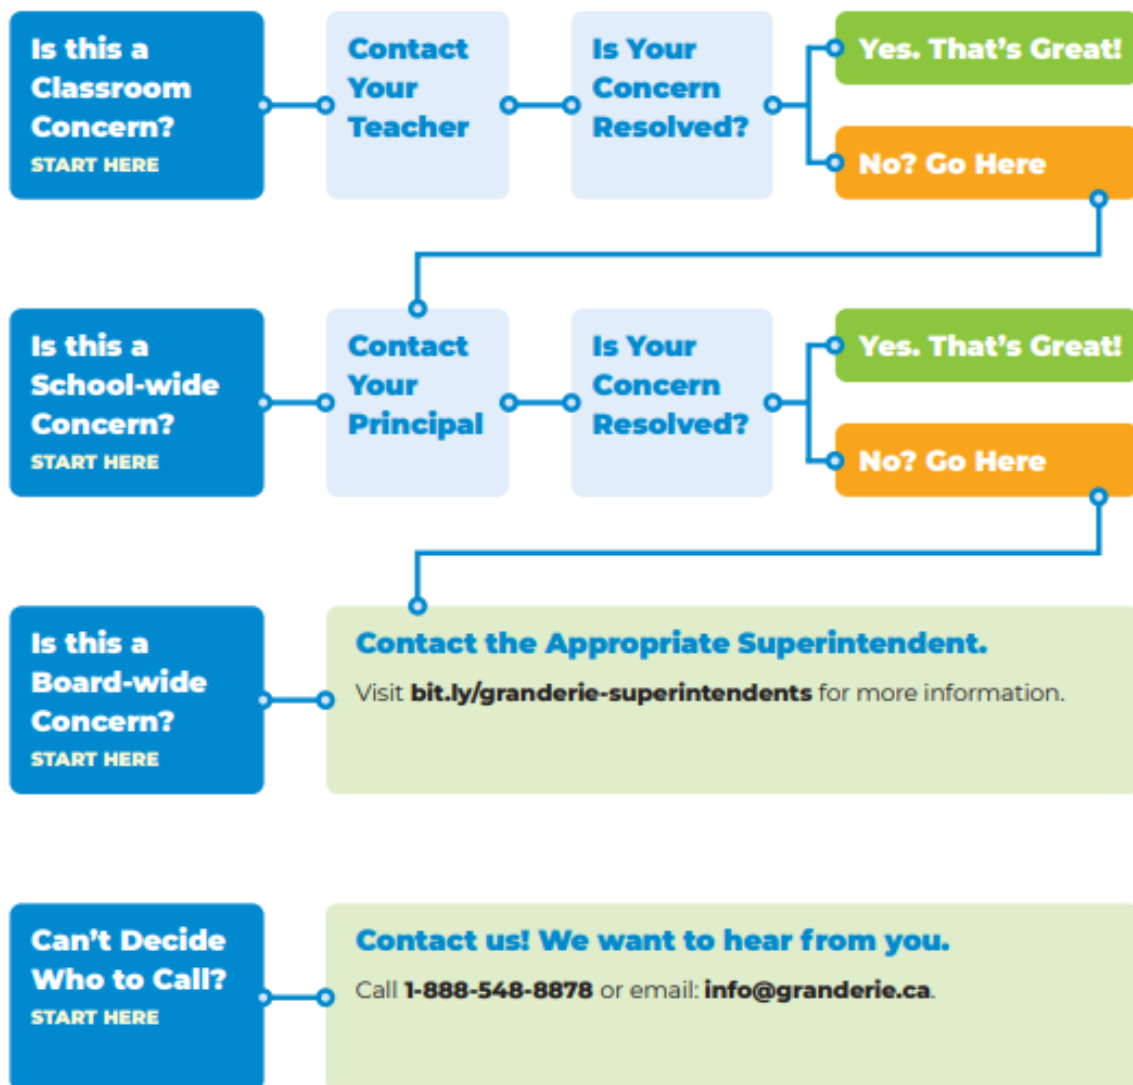 Is this a
Classroom
Concern?
START HERE
Contact
Your
Teacher
Is Your
Concern
Resolved?
Yes. That's Great!
No? Go Here
Is this a
School-wide
Concern?
START HERE
Contact
Your
Principal
Is Your
Concern
Resolved?
Yes. That's Great!
No? Go Here
Is this a
Board-wide
Concern?
START HERE
Contact the Appropriate Superintendent.
Visit bit.ly/granderie-superintendents for more information.
Can't Decide
Who to Call?
START HERE
Contact us! We want to hear from you.
Call 1-888-548-8878 or email: info@granderie.ca.